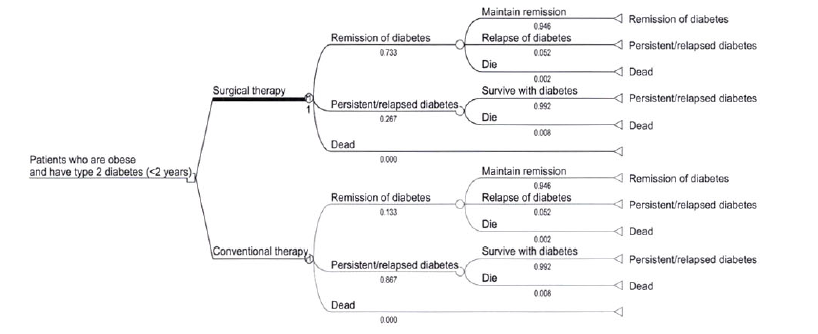 Maintain remission
0.946
Remission of diabetes
Remission of diabetes
0.733
Relapse of diabetes
0.052
Persistent/relapsed diabetes
Die
0.002
Dead
Surgical therapy
1
Survive with diabetes
0.992
Persistent/relapsed diabetes
Persistent/relapsed diabetes
0.267
Die
0.008
Dead
Dead
0.000
Patients who are obese
and have type 2 diabetes (<2 years)
Maintain remission
0.946
Remission of diabetes
Remission of diabetes
0.133
Relapse of diabetes
0.052
Persistent/relapsed diabetes
Die
0.002
Dead
Conventional therapy
Survive with diabetes
0.992
Persistent/relapsed diabetes
Persistent/relapsed diabetes
0.867
Die
0.008
Dead
Dead
0.000